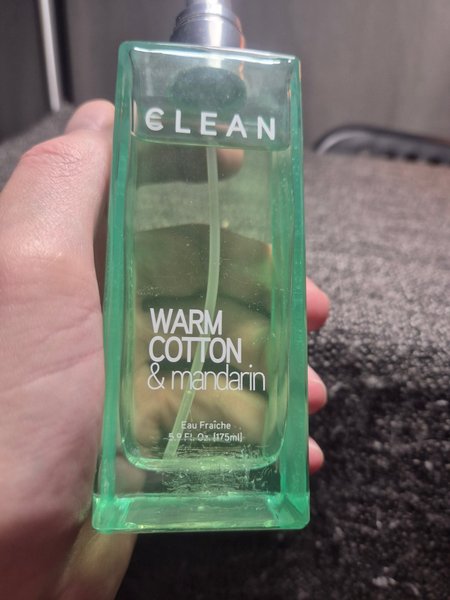 CLEAN
WARM
COTTON
& mandarin
Eau Fraîche
5.9 Fl. Oz. [175ml]